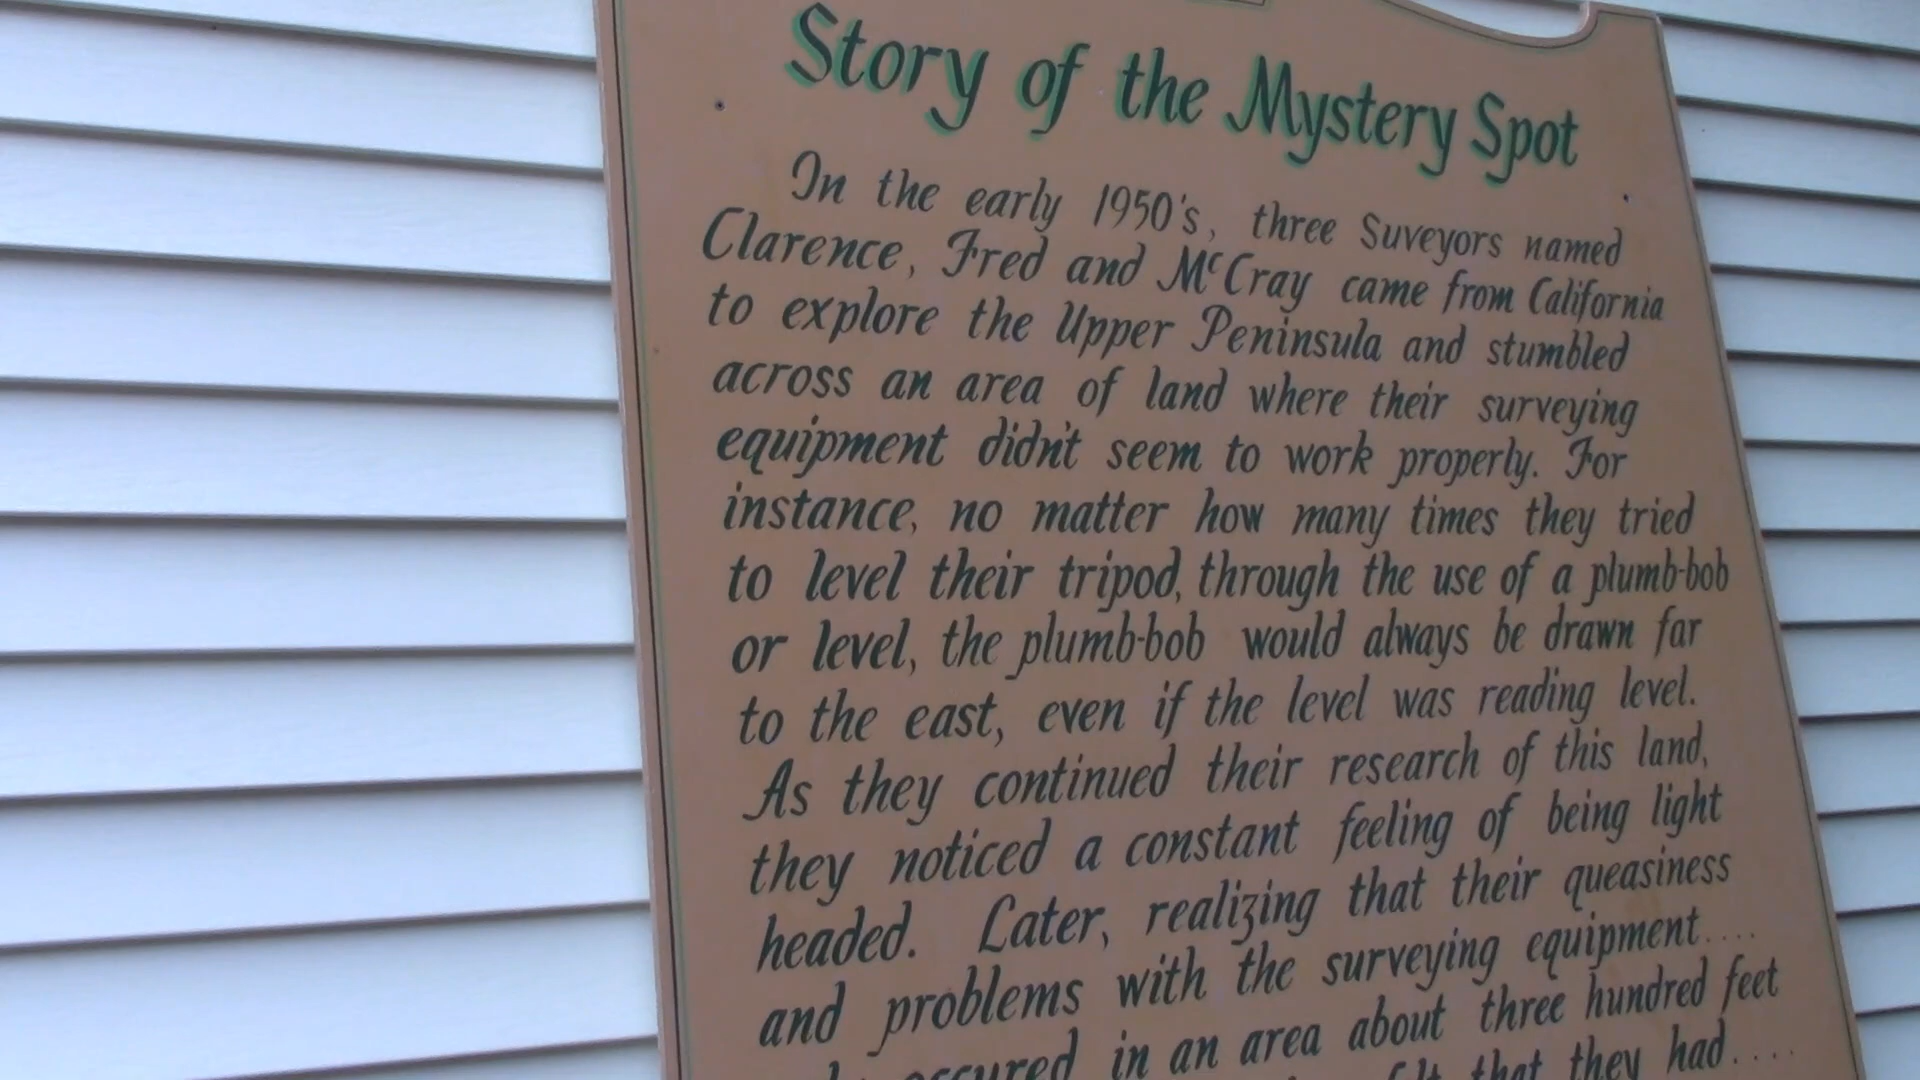 Story of the Mystery Spot
In the early 1950's, three Suveyors named
Clarence, Fred and McCray came from California
to explore the Upper Peninsula and stumbled
across an area of land where their surveying
equipment didn't seem to work properly. For
instance, no matter how many times they tried
to level their tripod, through the use of a plumb-bob
or level, the plumb-bob would always be drawn far
to the east, even if the level was reading level.
As they continued their research of this land,
they noticed a constant feeling of being light
headed. Later, realizing that their queasiness
and problems with the surveying equipment....
occured in an area about three hundred feet
that they had....